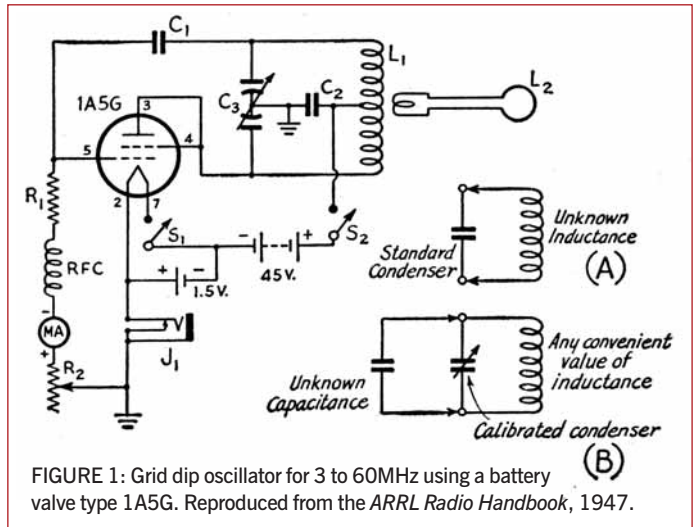 C₁
L₁
1A5G
3
C₃
C₂
L₂
5
4
2
7
R₁
S₁
- +
S₂
RFC
+ -
45 V.
1.5 V.
-
MA
+
J₁
R₂
Standard
Condenser
Unknown
Inductance
(A)
Unknown
Capacitance
Any convenient
value of
inductance
Calibrated condenser
(B)
FIGURE 1: Grid dip oscillator for 3 to 60MHz using a battery
valve type 1A5G. Reproduced from the ARRL Radio Handbook, 1947.